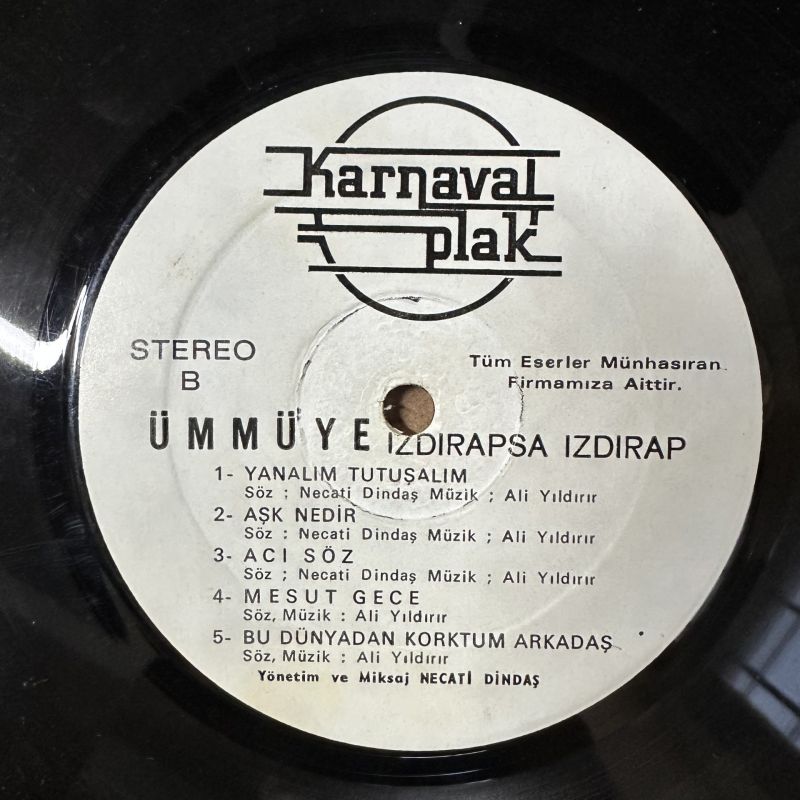 Karnaval
plak
STEREO
B
Tüm Eserler Münhasıran
Firmamıza Aittir.
ÜMMÜYE IZDIRAPSA IZDIRAP
1- YANALIM TUTUŞALIM
Söz ; Necati Dindaş Müzik ; Ali Yıldırır
2- AŞK NEDİR
Söz : Necati Dindaş Müzik ; Ali Yıldırır
3- ACI SÖZ
Söz ; Necati Dindaş Müzik ; Ali Yıldırır
4- MESUT GECE
Söz, Müzik : Ali Yıldırır
5- BU DÜNYADAN KORKTUM ARKADAŞ
Söz, Müzik : Ali Yıldırır
Yönetim ve Miksaj NECATİ DİNDAŞ